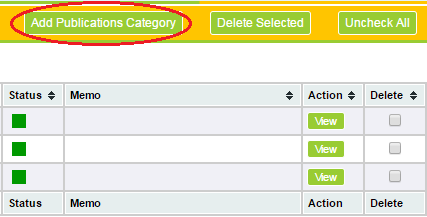 Add Publications Category Delete Selected Uncheck All
Status Memo Action Delete
View
View
View
Status Memo Action Delete